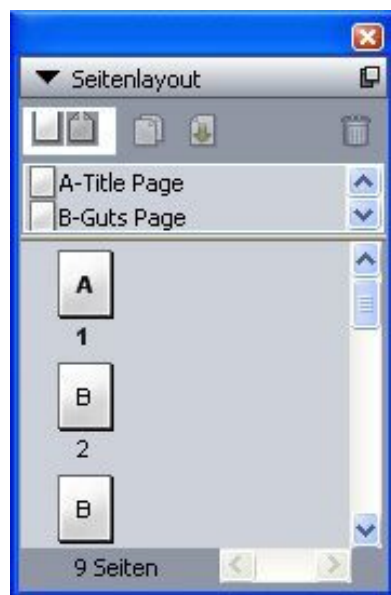 Seitenlayout
A-Title Page
B-Guts Page
A
1
B
2
B
9 Seiten